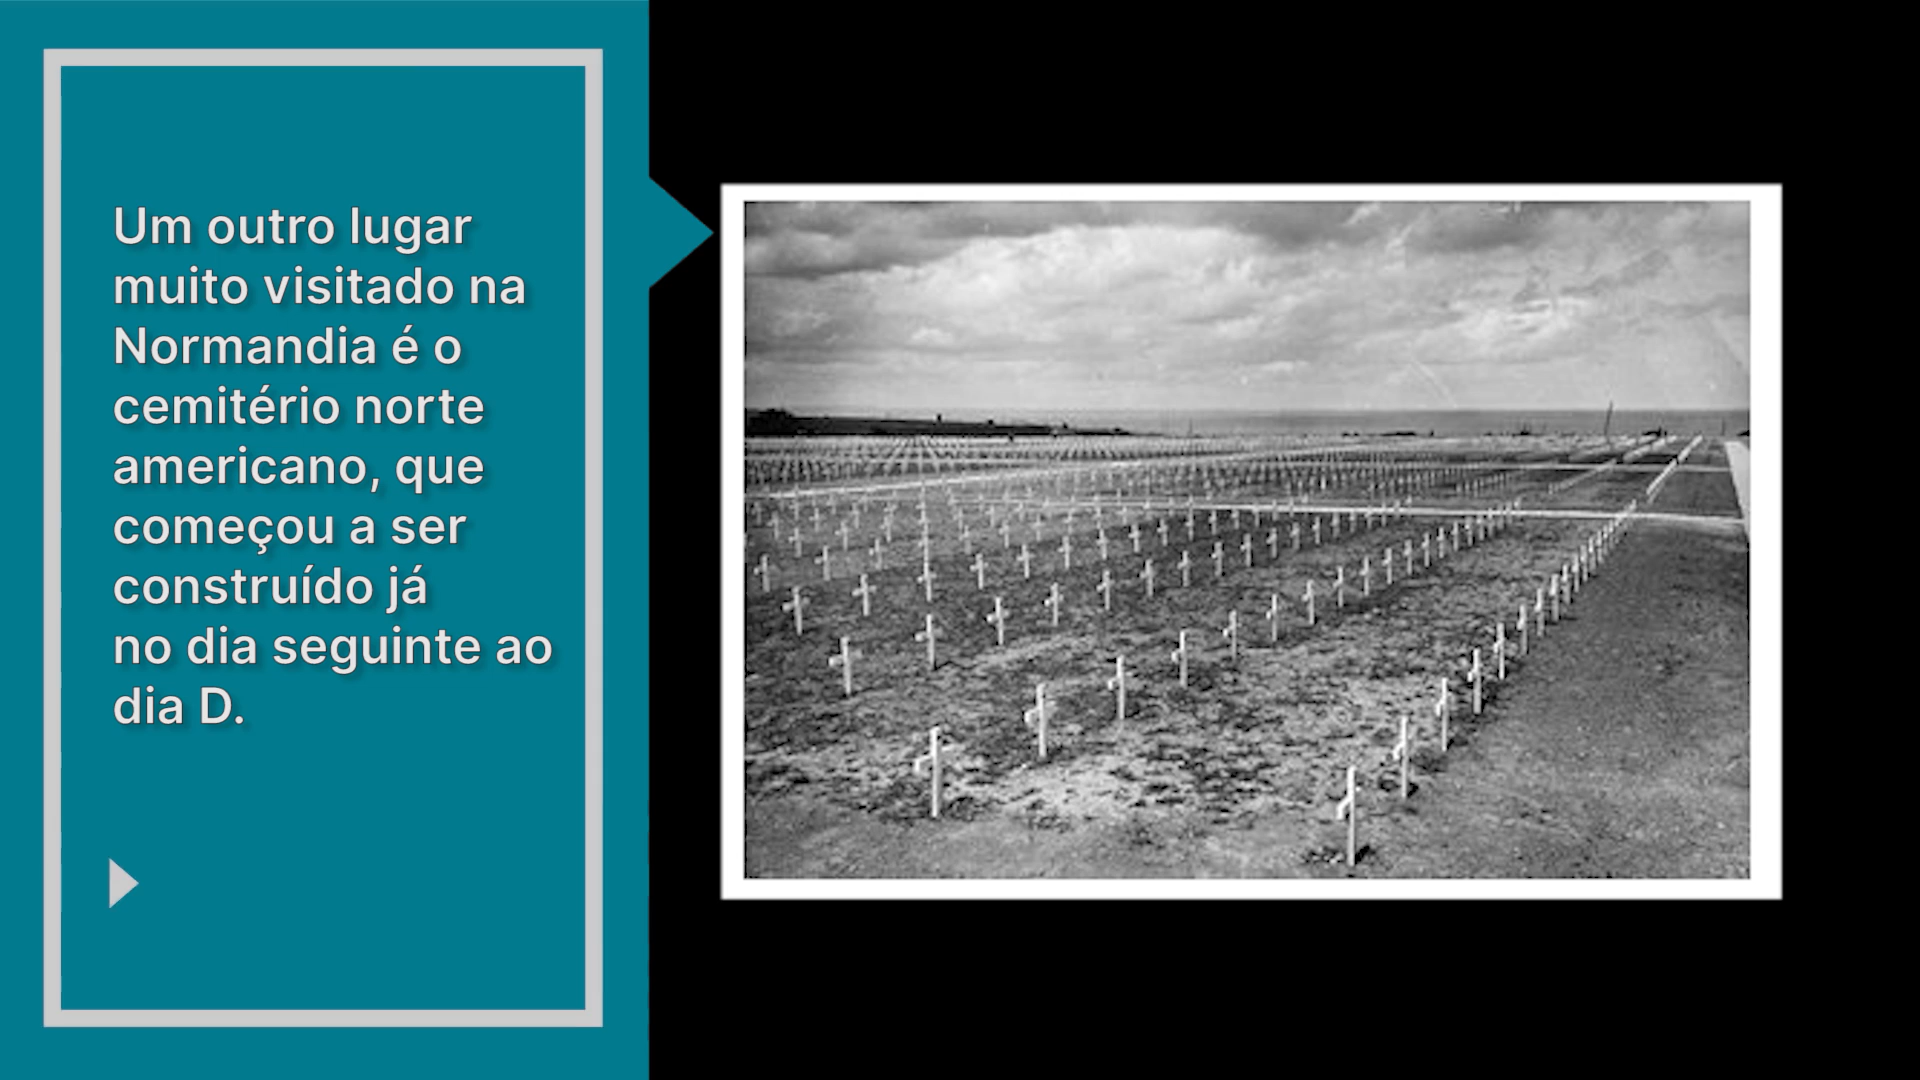 Um outro lugar
muito visitado na
Normandia é o
cemitério norte
americano, que
começou a ser
construído já
no dia seguinte ao
dia D.